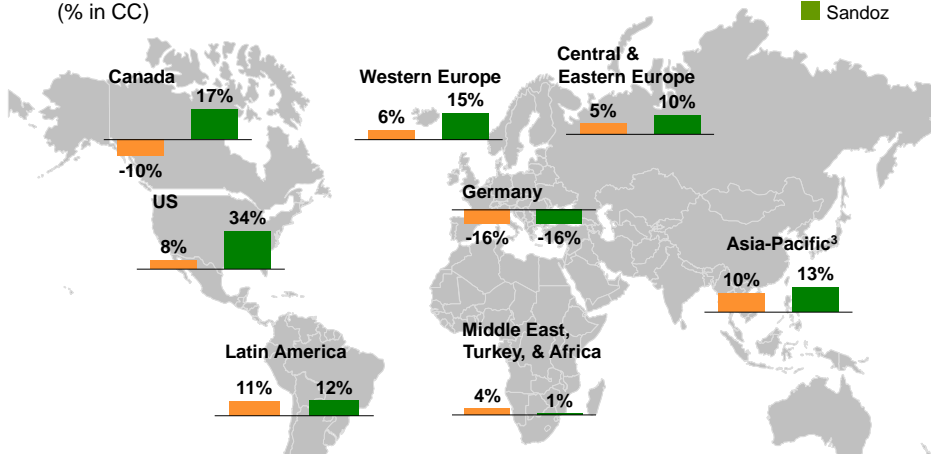 (% in CC)
Sandoz
Canada
17%
-10%
Western Europe
6%
15%
Central &
Eastern Europe
5%
10%
US
8%
34%
Germany
-16%
-16%
Asia-Pacific³
10%
13%
Latin America
11%
12%
Middle East,
Turkey, & Africa
4%
1%